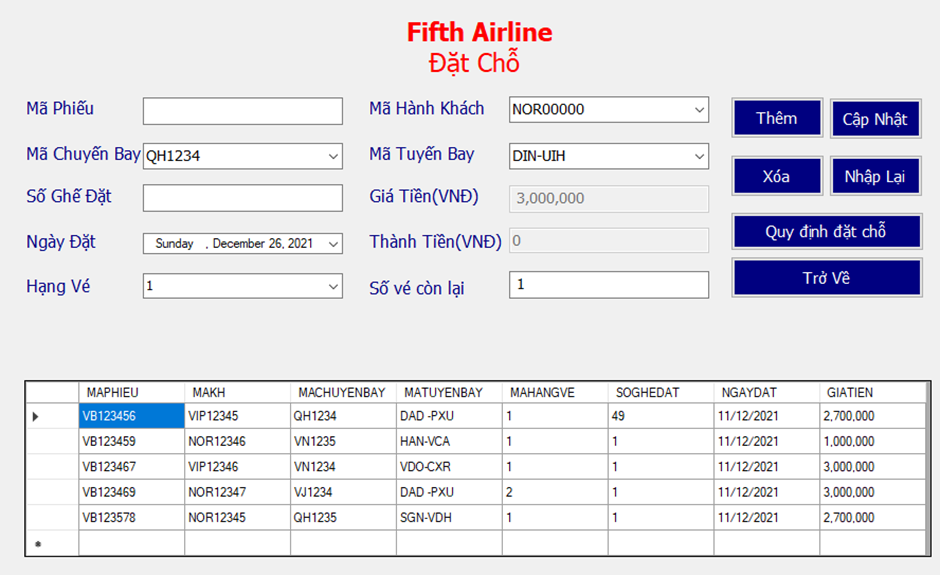 Fifth Airline
Đặt Chỗ
Mã Phiếu
Mã Hành Khách NOR00000
Thêm Cập Nhật
Mã Chuyến Bay QH1234
Mã Tuyến Bay DIN-UIH
Xóa Nhập Lại
Số Ghế Đặt
Giá Tiền(VNĐ) 3,000,000
Quy định đặt chỗ
Ngày Đặt Sunday , December 26, 2021
Thành Tiền(VNĐ) 0
Trở Về
Hạng Vé 1
Số vé còn lại 1
MAPHIEU MAKH MACHUYENBAY MATUYENBAY MAHANGVE SOGHEDAT NGAYDAT GIATIEN
VB123456 VIP12345 QH1234 DAD -PXU 1 49 11/12/2021 2,700,000
VB123459 NOR12346 VN1235 HAN-VCA 1 1 11/12/2021 1,000,000
VB123467 VIP12346 VN1234 VDO-CXR 1 1 11/12/2021 3,000,000
VB123469 NOR12347 VJ1234 DAD -PXU 2 1 11/12/2021 3,000,000
VB123578 NOR12345 QH1235 SGN-VDH 1 1 11/12/2021 2,700,000